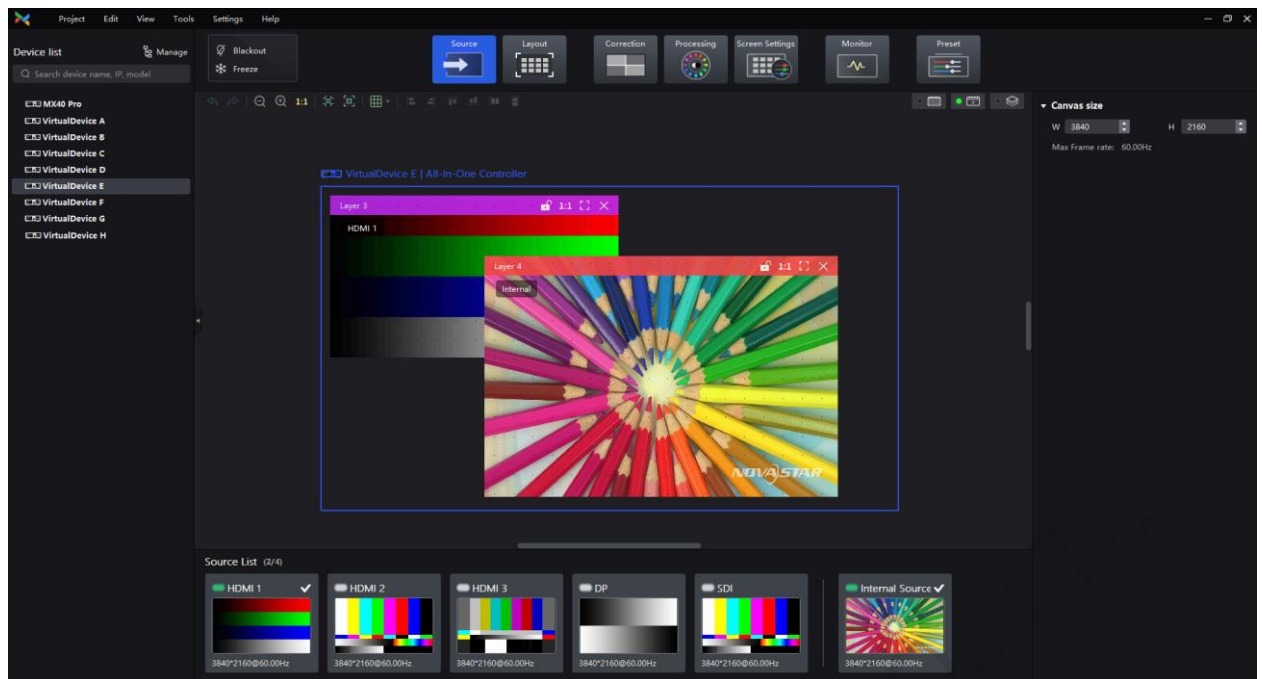 Project Edit View Tools Settings Help
Device list Manage
Search device name, IP, model
Blackout
Freeze
Source Layout Correction Processing Screen Settings Monitor Preset
MX40 Pro
VirtualDevice A
VirtualDevice B
VirtualDevice C
VirtualDevice D
VirtualDevice E
VirtualDevice F
VirtualDevice G
VirtualDevice H
1:1
VirtualDevice E | All-In-One Controller
Layer 3 1:1
HDMI 1
Layer 4 1:1
Internal
NOVASTAR
Canvas size
W 3840 H 2160
Max Frame rate: 60.00Hz
Source List (2/4)
HDMI 1 HDMI 2 HDMI 3 DP SDI Internal Source
3840*2160@60.00Hz 3840*2160@60.00Hz 3840*2160@60.00Hz 3840*2160@60.00Hz 3840*2160@60.00Hz 3840*2160@60.00Hz